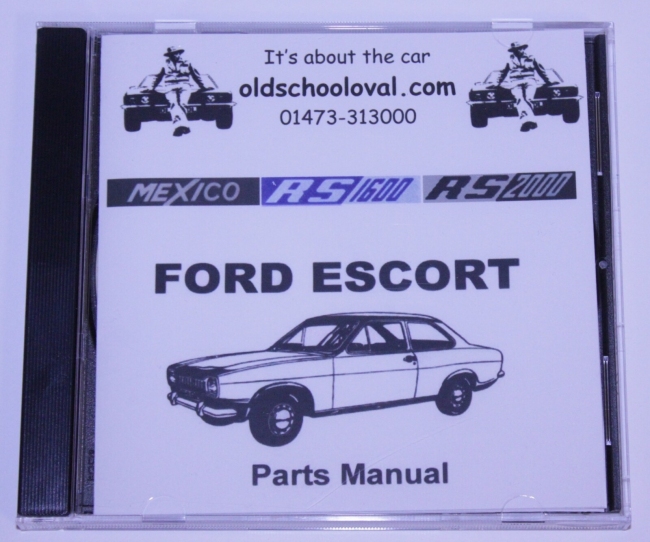 It's about the car
oldschooloval.com
01473-313000
MEXICO RS1600 RS2000
FORD ESCORT
Parts Manual